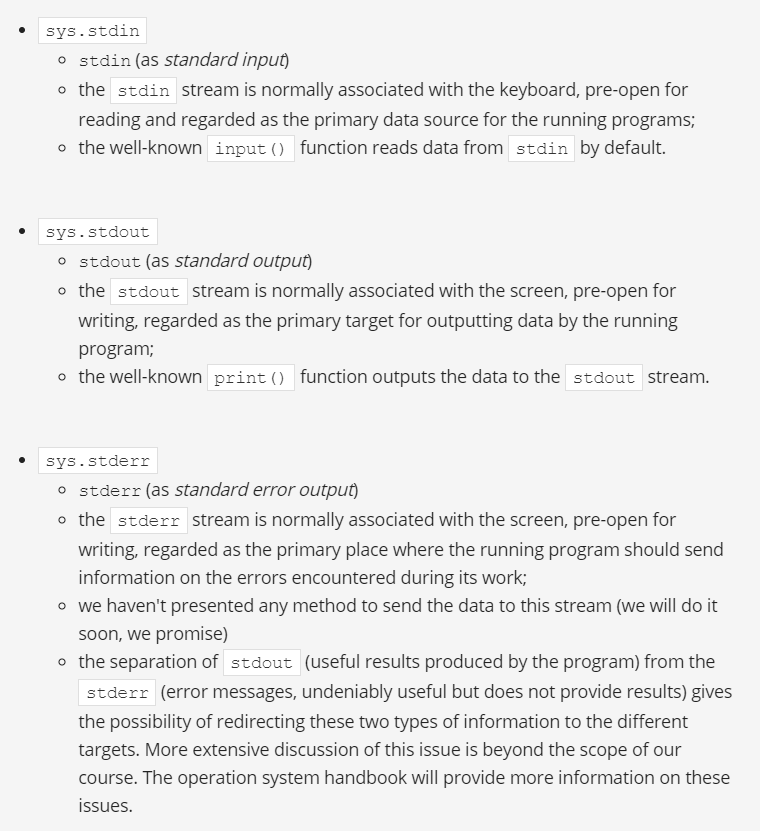 sys.stdin
stdin (as standard input)
the stdin stream is normally associated with the keyboard, pre-open for
reading and regarded as the primary data source for the running programs;
the well-known input() function reads data from stdin by default.
sys.stdout
stdout (as standard output)
the stdout stream is normally associated with the screen, pre-open for
writing, regarded as the primary target for outputting data by the running
program;
the well-known print() function outputs the data to the stdout stream.
sys.stderr
stderr (as standard error output)
the stderr stream is normally associated with the screen, pre-open for
writing, regarded as the primary place where the running program should send
information on the errors encountered during its work;
we haven't presented any method to send the data to this stream (we will do it
soon, we promise)
the separation of stdout (useful results produced by the program) from the
stderr (error messages, undeniably useful but does not provide results) gives
the possibility of redirecting these two types of information to the different
targets. More extensive discussion of this issue is beyond the scope of our
course. The operation system handbook will provide more information on these
issues.